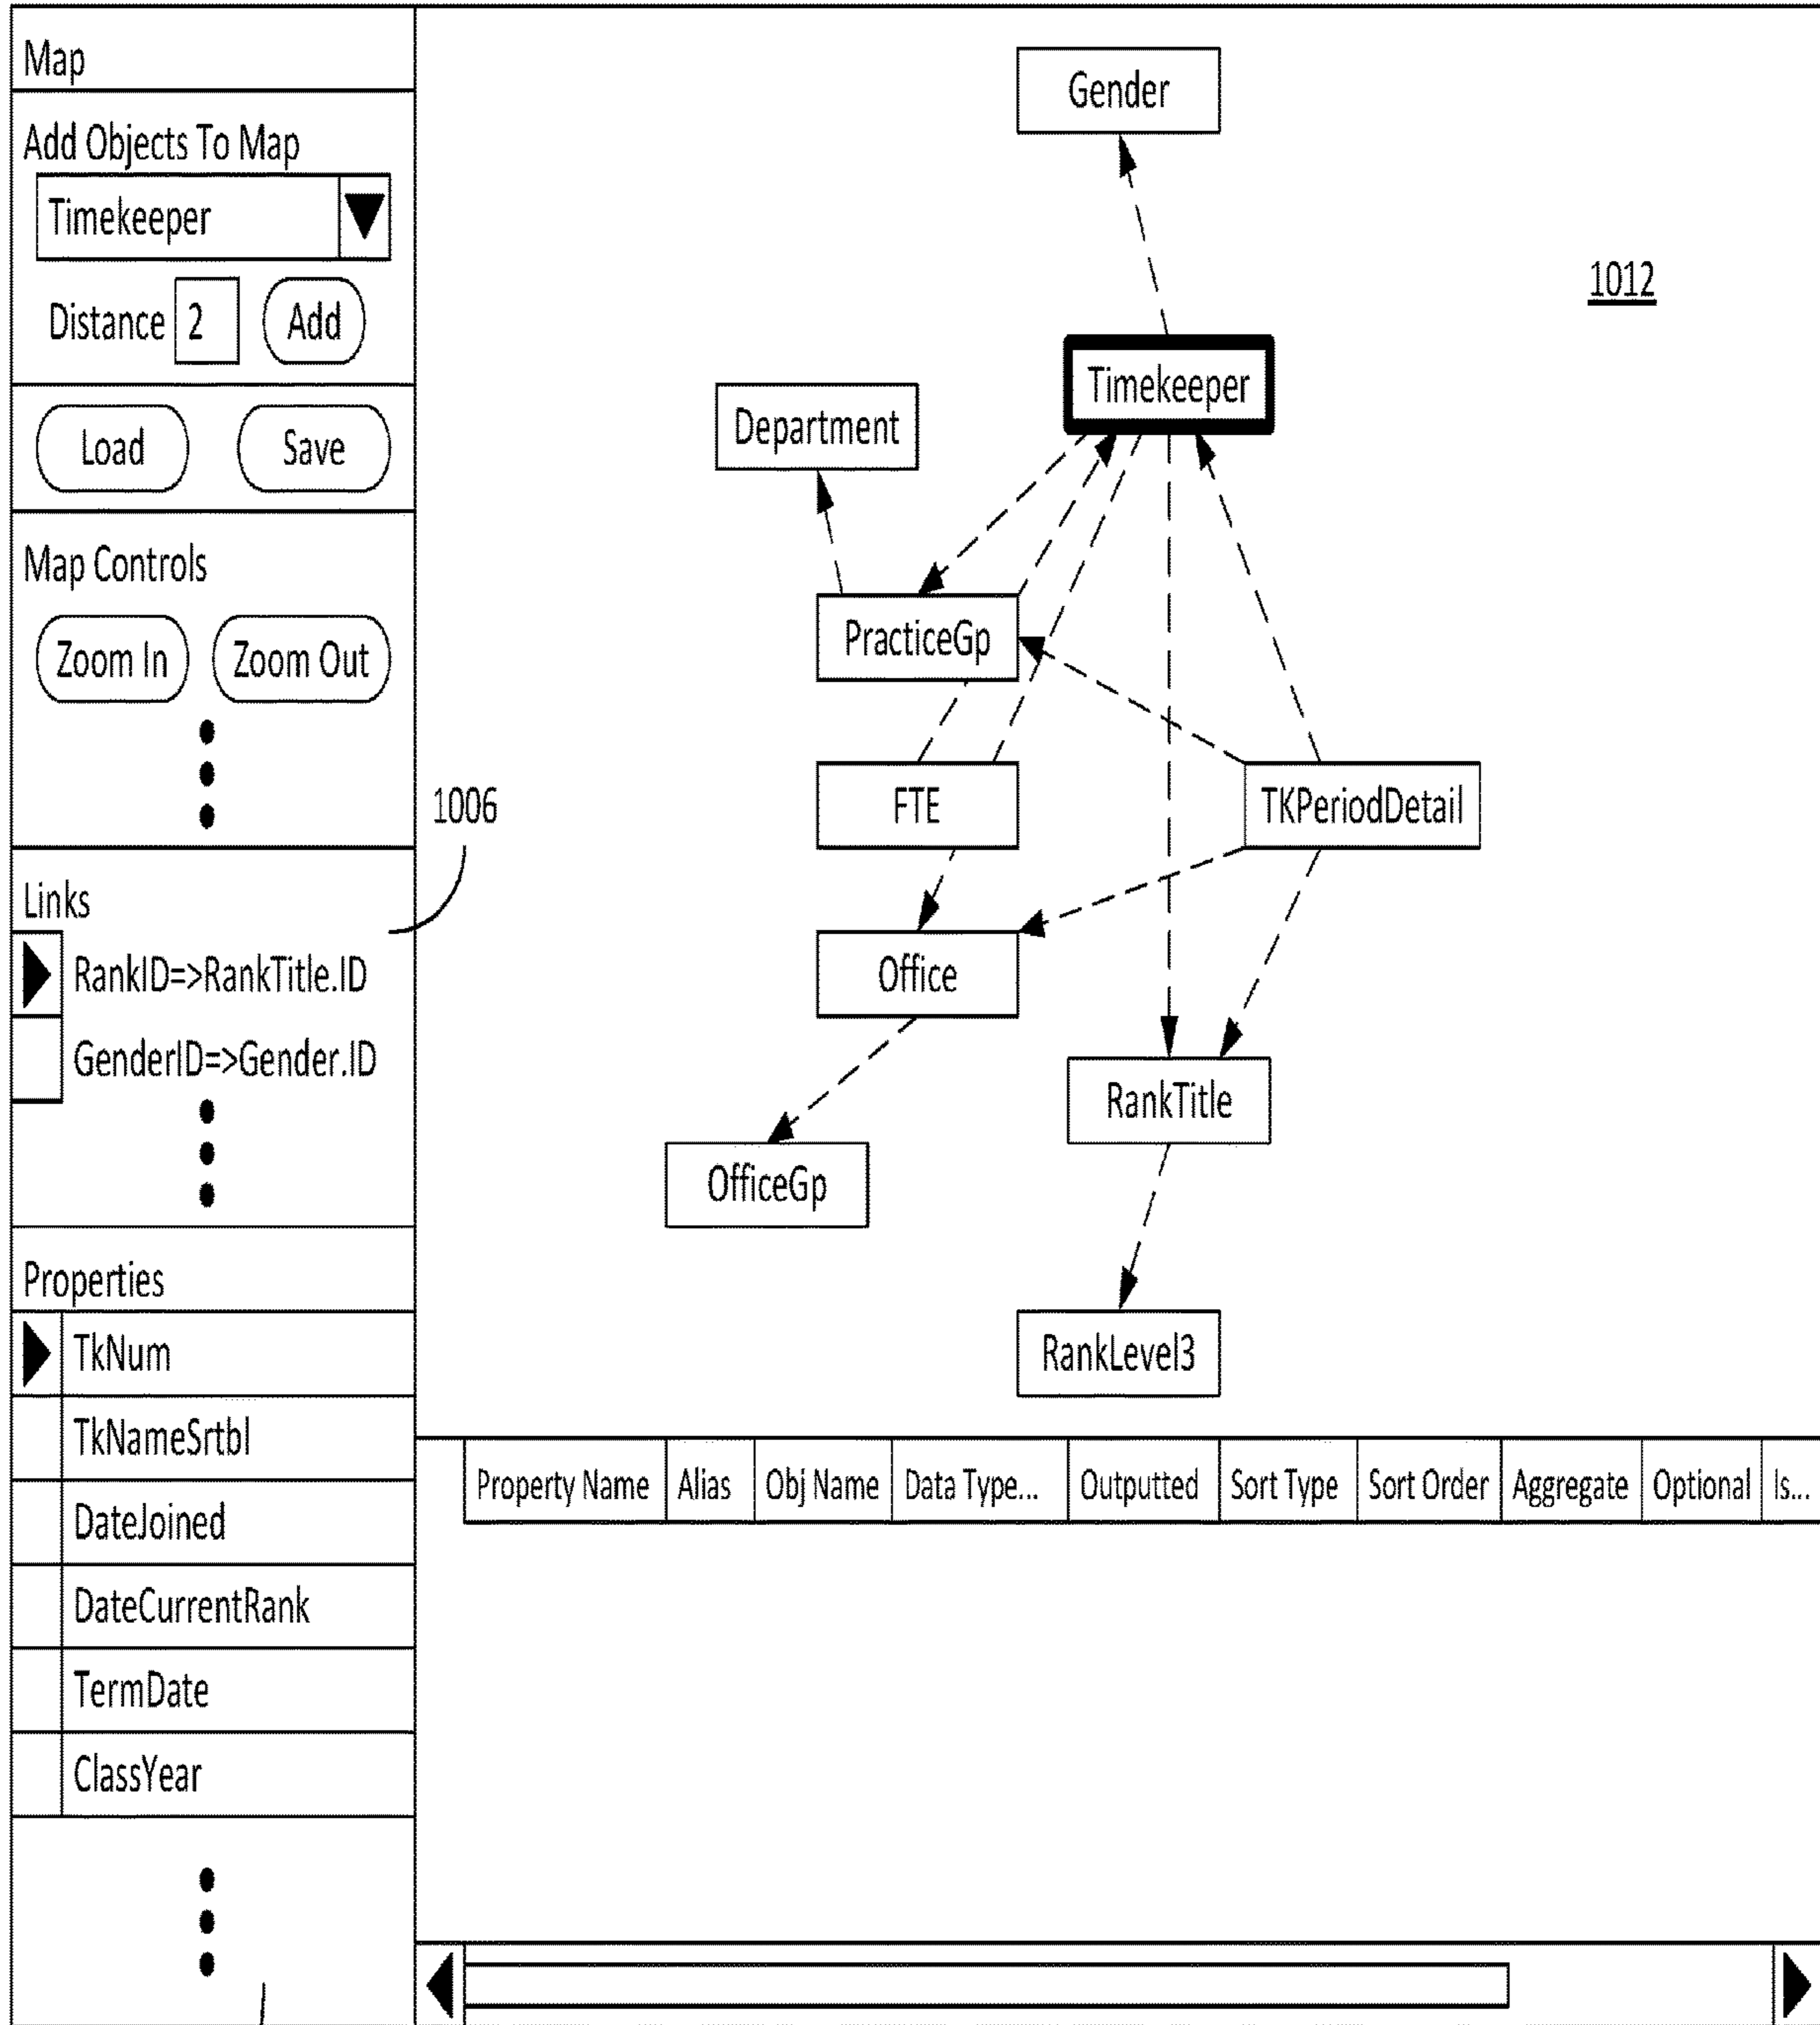 Map
Add Objects To Map
Timekeeper
Distance 2 Add
Load Save
Map Controls
Zoom In Zoom Out
1006
Links
RankID=>RankTitle.ID
GenderID=>Gender.ID
Properties
TkNum
TkNameSrtbl
DateJoined
DateCurrentRank
TermDate
ClassYear
Gender
1012
Timekeeper
Department
PracticeGp
FTE
TKPeriodDetail
Office
RankTitle
OfficeGp
RankLevel3
Property Name Alias Obj Name Data Type... Outputted Sort Type Sort Order Aggregate Optional Is...